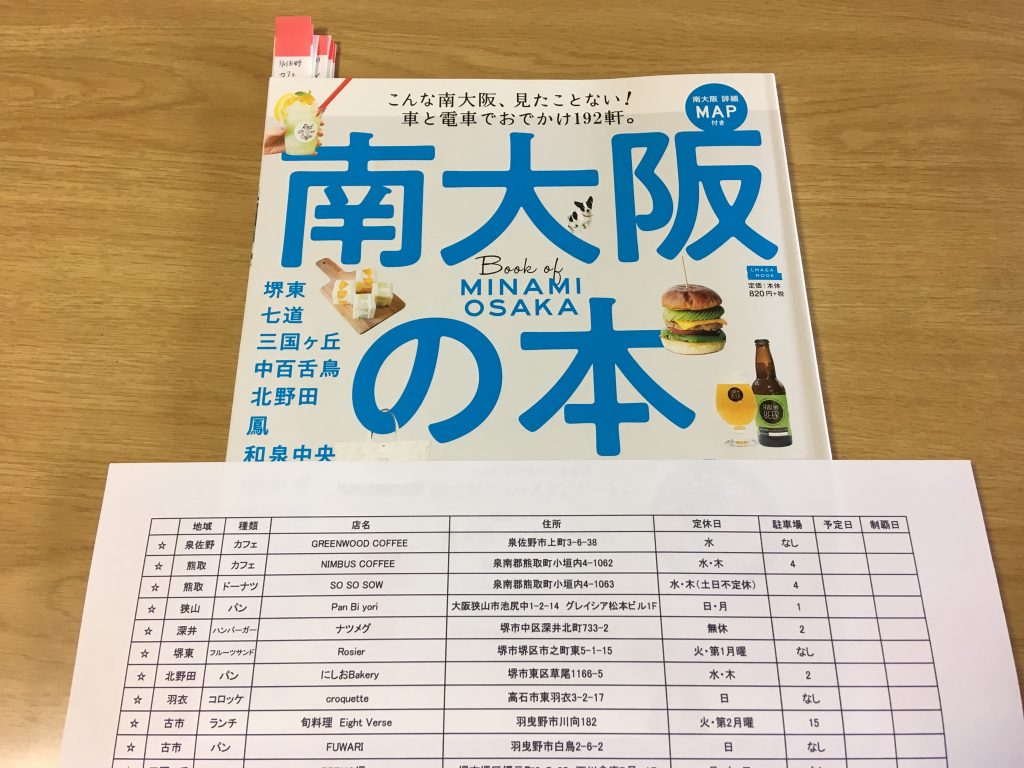 こんな南大阪、見たことない!
車と電車でおでかけ192軒。
南大阪 詳細
MAP
付き
南大阪
Book of
MINAMI
OSAKA
の本
LMAGA
MOOK
定価:本体
820円+税
堺東
七道
三国ヶ丘
中百舌鳥
北野田
鳳
和泉中央
BEER
地域 種類 店名 住所 定休日 駐車場 予定日 制覇日
☆ 泉佐野 カフェ GREENWOOD COFFEE 泉佐野市上町3-6-38 水 なし
☆ 熊取 カフェ NIMBUS COFFEE 泉南郡熊取町小垣内4-1062 水・木 4
☆ 熊取 ドーナツ SO SO SOW 泉南郡熊取町小垣内4-1063 水・木(土日不定休) 4
☆ 狭山 パン Pan Bi yori 大阪狭山市池尻中1-2-14 グレイシア松本ビル1F 日・月 1
☆ 深井 ハンバーガー ナツメグ 堺市中区深井北町733-2 無休 2
☆ 堺東 フルーツサンド Rosier 堺市堺区市之町東5-1-15 火・第1月曜 なし
☆ 北野田 パン にしおBakery 堺市東区草尾1166-5 水・木 2
☆ 羽衣 コロッケ croquette 高石市東羽衣3-2-17 日 なし
☆ 古市 ランチ 旬料理 Eight Verse 羽曳野市川向182 火・第2月曜 15
☆ 古市 パン FUWARI 羽曳野市白鳥2-6-2 日 なし